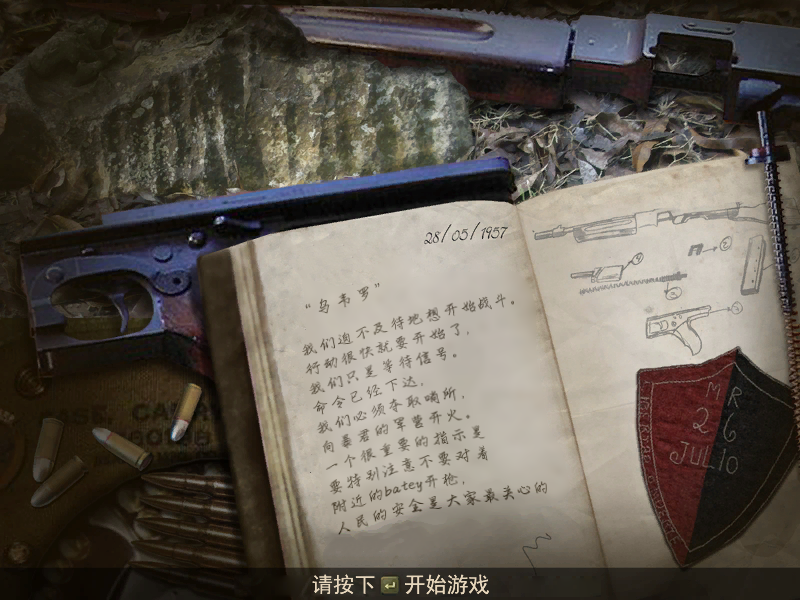 28/05/1957
“乌韦罗”
我们迫不及待地想开始战斗。
行动很快就要开始了，
我们只是等待信号。
命令已经下达，
我们必须夺取哨所，
向暴君的军营开火。
一个很重要的指示是
要特别注意不要对着
附近的batey开枪，
人民的安全是大家最关心的
M R
26
JULIO
请按下 开始游戏